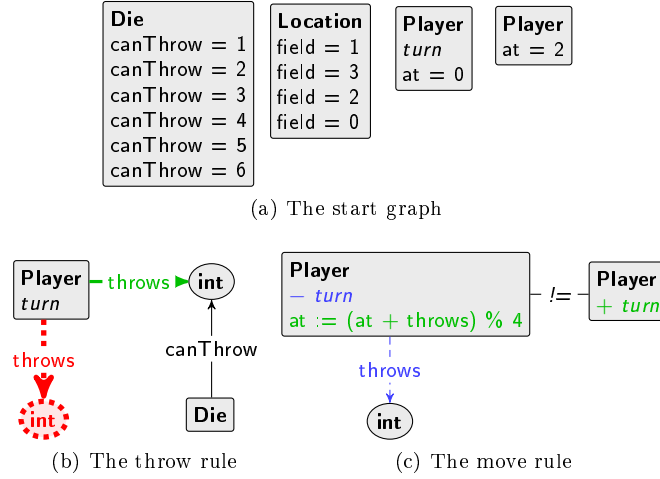 Die
canThrow = 1
canThrow = 2
canThrow = 3
canThrow = 4
canThrow = 5
canThrow = 6
Location
field = 1
field = 3
field = 2
field = 0
Player
turn
at = 0
Player
at = 2
(a) The start graph
Player
turn
throws
int
throws
canThrow
int
Die
(b) The throw rule
Player
− turn
at := (at + throws) % 4
!=
Player
+ turn
throws
int
(c) The move rule